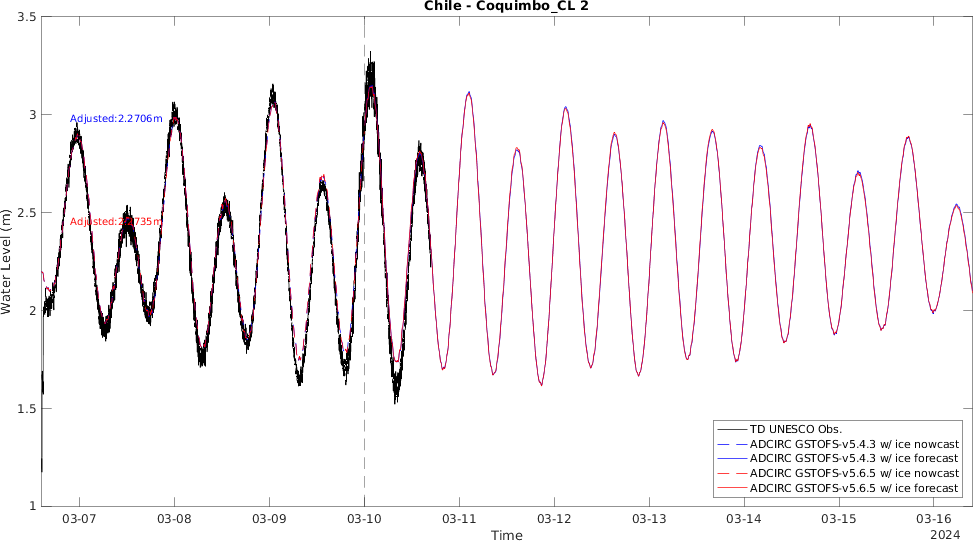 Chile - Coquimbo_CL 2
3.5
3
2.5
2
1.5
1
Water Level (m)
Adjusted:2.2706m
Adjusted:2.2735m
TD UNESCO Obs.
ADCIRC GSTOFS-v5.4.3 w/ ice nowcast
ADCIRC GSTOFS-v5.4.3 w/ ice forecast
ADCIRC GSTOFS-v5.6.5 w/ ice nowcast
ADCIRC GSTOFS-v5.6.5 w/ ice forecast
03-07 03-08 03-09 03-10 03-11 03-12 03-13 03-14 03-15 03-16
2024
Time